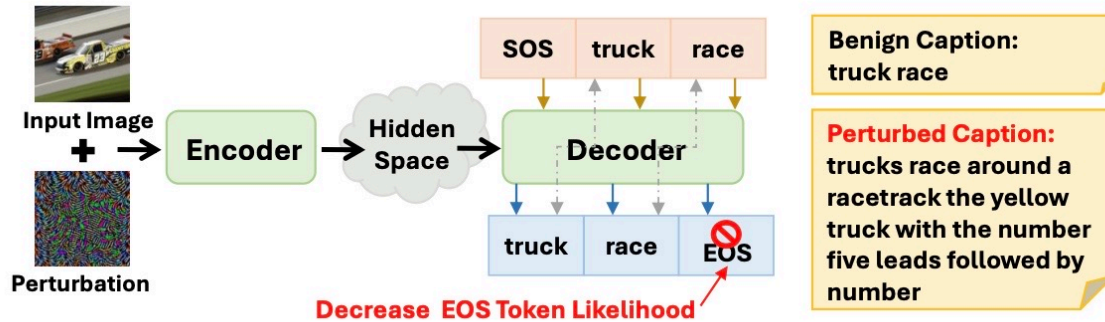 Input Image
+
Perturbation
Encoder
Hidden
Space
SOS truck race
Decoder
truck race EOS
Decrease EOS Token Likelihood
Benign Caption:
truck race
Perturbed Caption:
trucks race around a
racetrack the yellow
truck with the number
five leads followed by
number